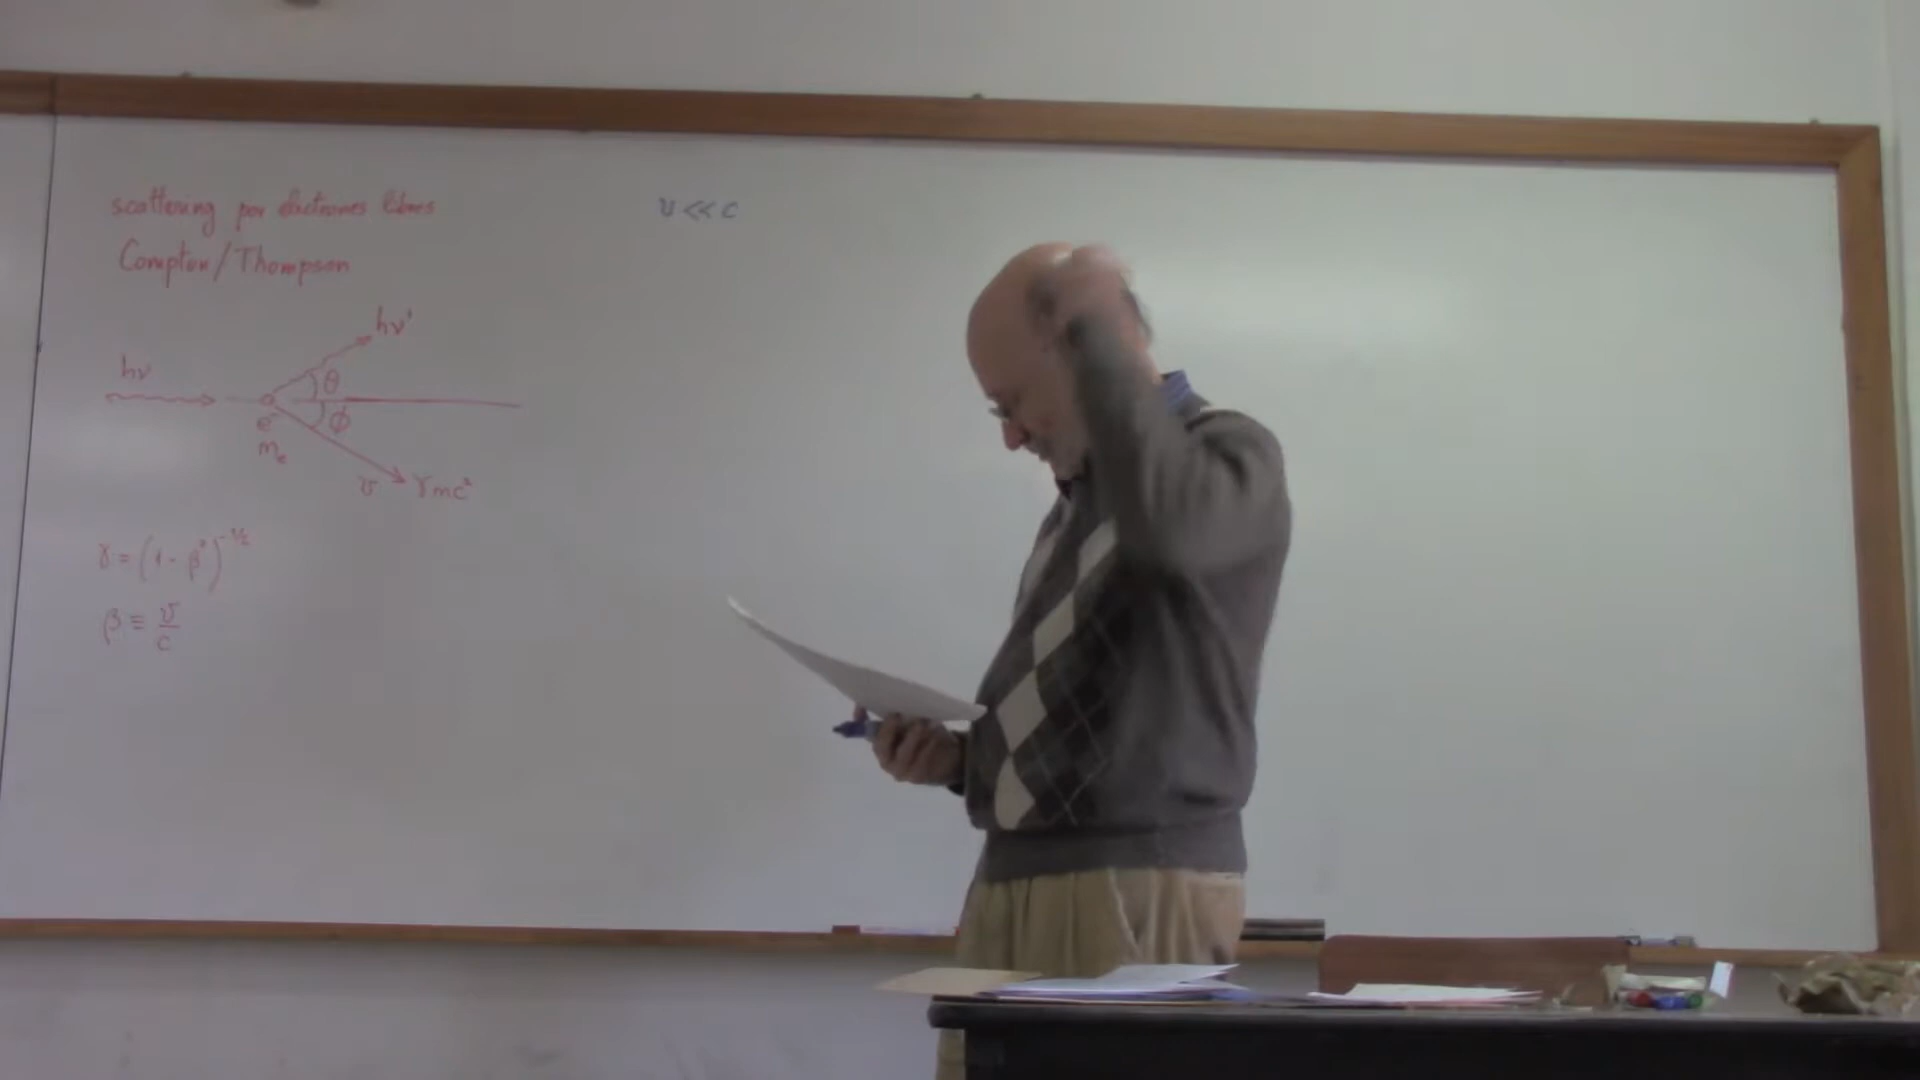 scattering por electrones libres
Compton/Thompson
hν'
hν
θ
ϕ
e⁻
mₑ
v γmc²
γ = (1 - β²)^-1/2
β ≡ v/c
v << c